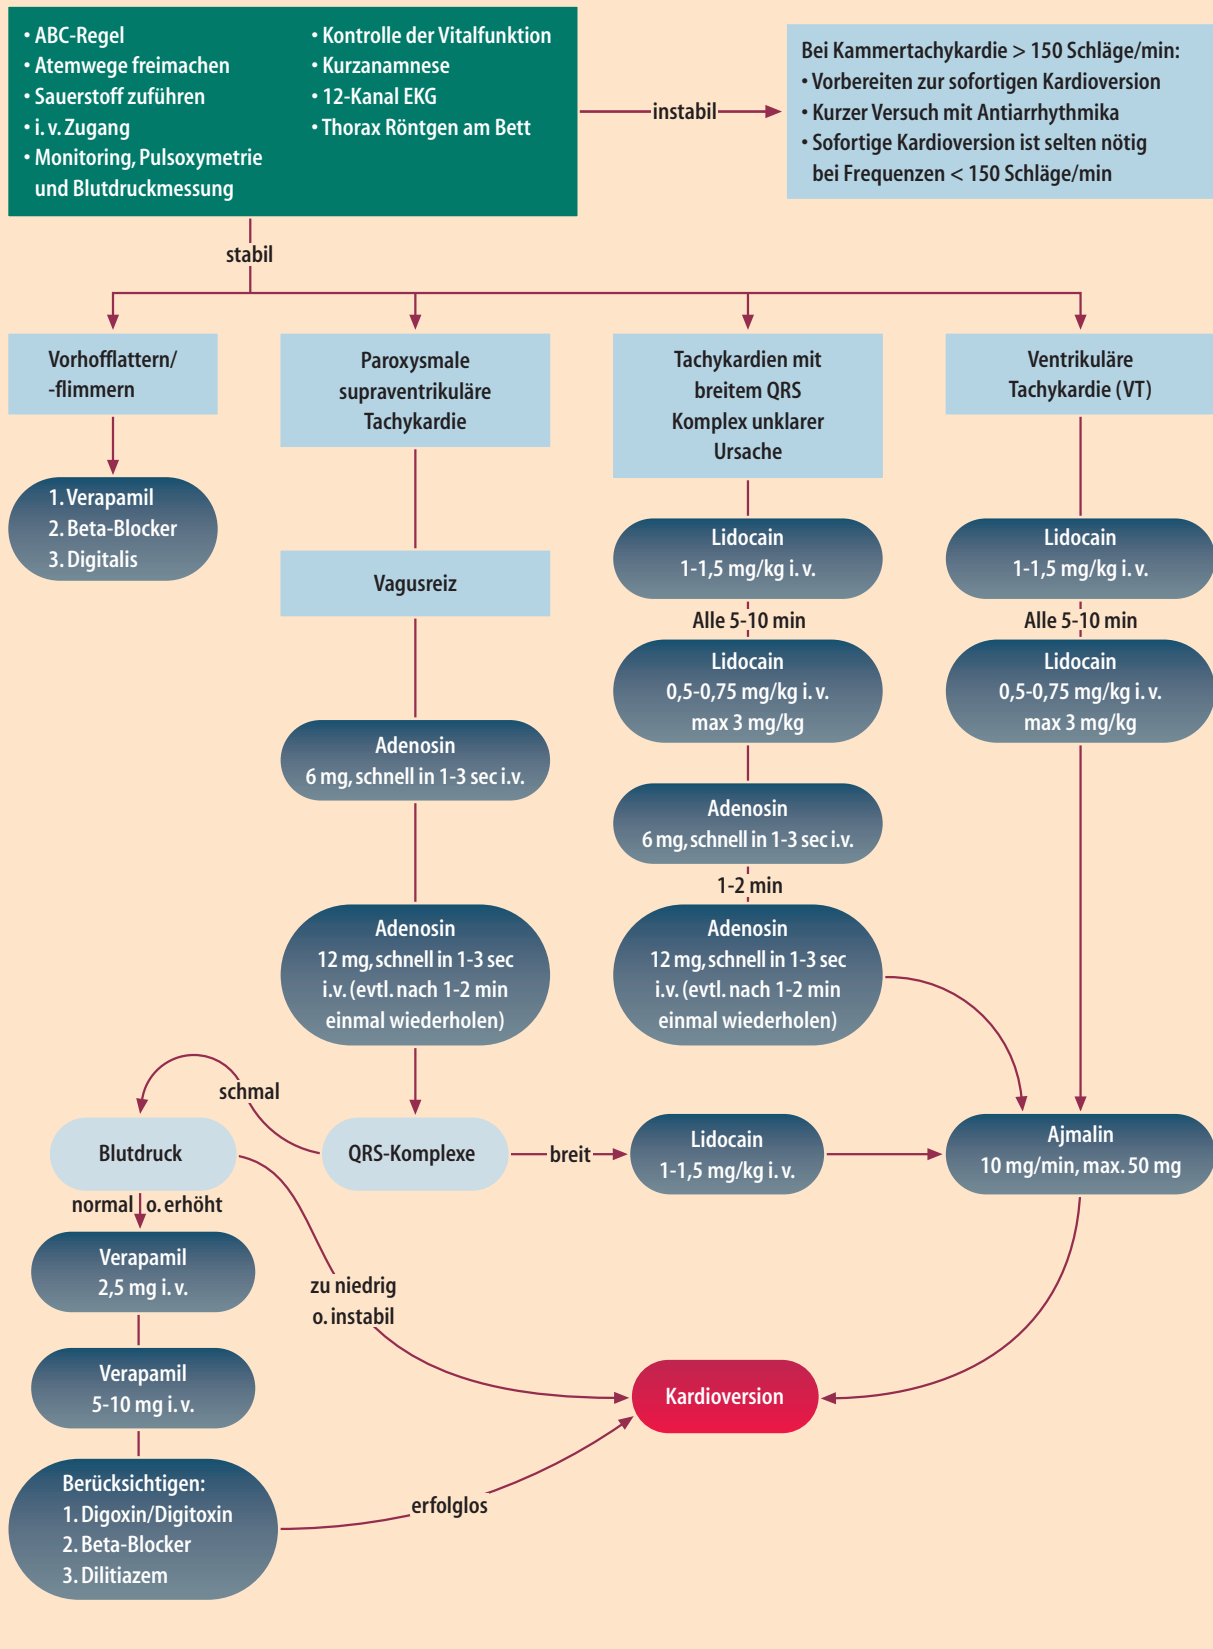 • ABC-Regel
• Atemwege freimachen
• Sauerstoff zuführen
• i. v. Zugang
• Monitoring, Pulsoxymetrie
und Blutdruckmessung
• Kontrolle der Vitalfunktion
• Kurzanamnese
• 12-Kanal EKG
• Thorax Röntgen am Bett
instabil
Bei Kammertachykardie > 150 Schläge/min:
• Vorbereiten zur sofortigen Kardioversion
• Kurzer Versuch mit Antiarrhythmika
• Sofortige Kardioversion ist selten nötig
bei Frequenzen < 150 Schläge/min
stabil
Vorhofflattern/
-flimmern
Paroxysmale
supraventrikuläre
Tachykardie
Tachykardien mit
breitem QRS
Komplex unklarer
Ursache
Ventrikuläre
Tachykardie (VT)
1. Verapamil
2. Beta-Blocker
3. Digitalis
Vagusreiz
Lidocain
1-1,5 mg/kg i. v.
Lidocain
1-1,5 mg/kg i. v.
Alle 5-10 min
Alle 5-10 min
Lidocain
0,5-0,75 mg/kg i. v.
max 3 mg/kg
Lidocain
0,5-0,75 mg/kg i. v.
max 3 mg/kg
Adenosin
6 mg, schnell in 1-3 sec i.v.
Adenosin
6 mg, schnell in 1-3 sec i.v.
1-2 min
Adenosin
12 mg, schnell in 1-3 sec
i.v. (evtl. nach 1-2 min
einmal wiederholen)
Adenosin
12 mg, schnell in 1-3 sec
i.v. (evtl. nach 1-2 min
einmal wiederholen)
schmal
Blutdruck
QRS-Komplexe
breit
Lidocain
1-1,5 mg/kg i. v.
Ajmalin
10 mg/min, max. 50 mg
normal o. erhöht
Verapamil
2,5 mg i. v.
zu niedrig
o. instabil
Verapamil
5-10 mg i. v.
Kardioversion
Berücksichtigen:
1. Digoxin/Digitoxin
2. Beta-Blocker
3. Dilitiazem
erfolglos